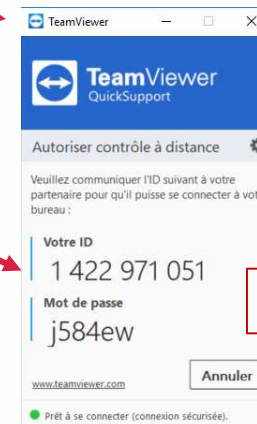 TeamViewer
TeamViewer
QuickSupport
Autoriser contrôle à distance
Veuillez communiquer l'ID suivant à votre
partenaire pour qu'il puisse se connecter à vot
bureau :
Votre ID
1 422 971 051
Mot de passe
j584ew
www.teamviewer.com
Annuler
Prêt à se connecter (connexion sécurisée).